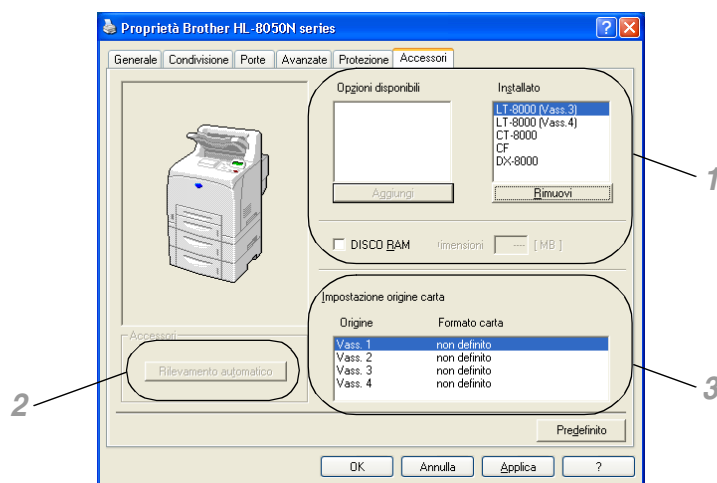 Proprietà Brother HL-8050N series
Generale Condivisione Porte Avanzate Protezione Accessori
Opzioni disponibili
Installato
LT-8000 (Vass.3)
LT-8000 (Vass.4)
CT-8000
CF
DX-8000
Aggiungi
Rimuovi
1
DISCO RAM
imensioni
---- [ MB ]
Impostazione origine carta
Origine Formato carta
Vass. 1 non definito
Vass. 2 non definito
Vass. 3 non definito
Vass. 4 non definito
3
Accessori
Rilevamento automatico
2
Predefinito
OK Annulla Applica ?